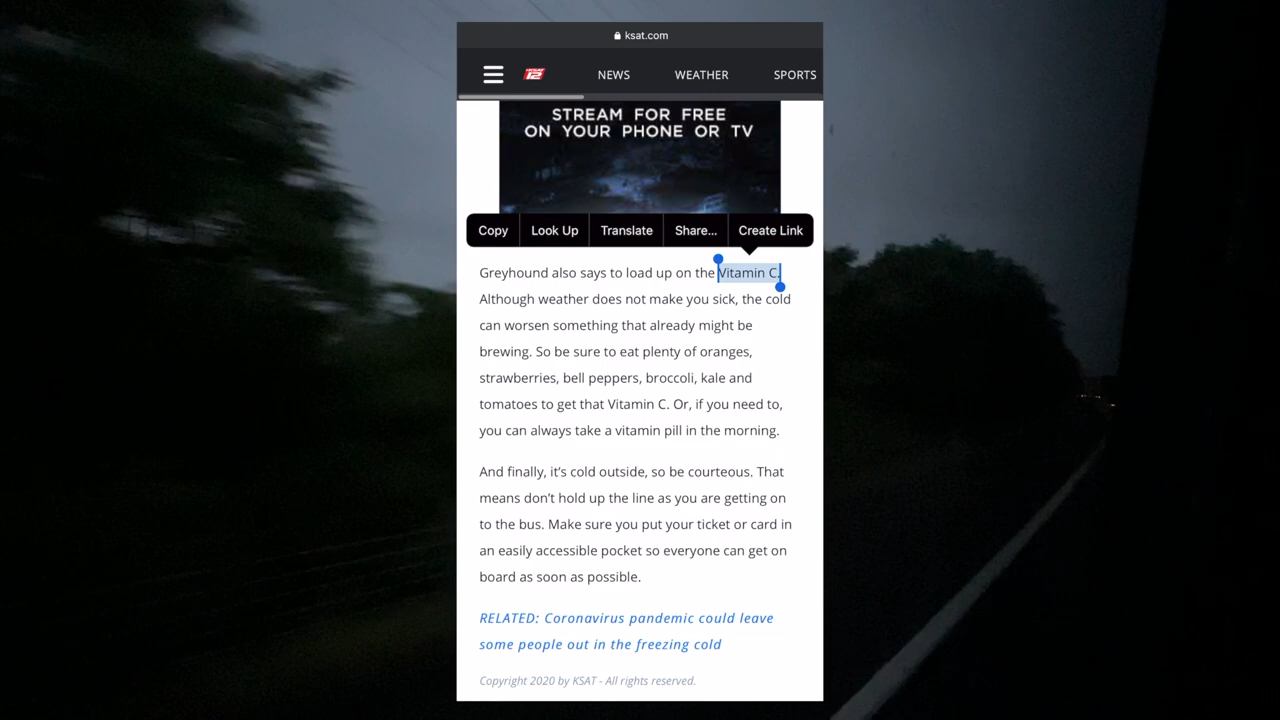 ksat.com
KSAT 12 NEWS WEATHER SPORTS
STREAM FOR FREE
ON YOUR PHONE OR TV
Copy Look Up Translate Share... Create Link
Greyhound also says to load up on the Vitamin C.
Although weather does not make you sick, the cold
can worsen something that already might be
brewing. So be sure to eat plenty of oranges,
strawberries, bell peppers, broccoli, kale and
tomatoes to get that Vitamin C. Or, if you need to,
you can always take a vitamin pill in the morning.
And finally, it’s cold outside, so be courteous. That
means don’t hold up the line as you are getting on
to the bus. Make sure you put your ticket or card in
an easily accessible pocket so everyone can get on
board as soon as possible.
RELATED: Coronavirus pandemic could leave
some people out in the freezing cold
Copyright 2020 by KSAT - All rights reserved.